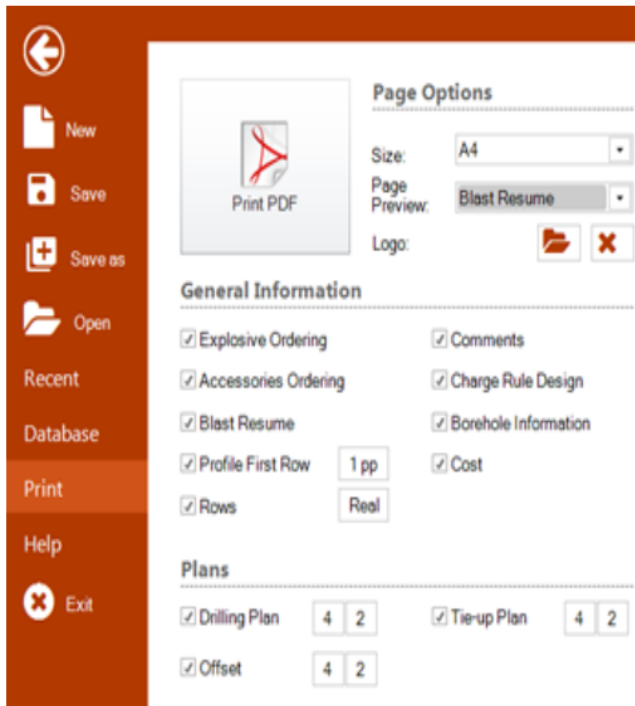 New
Save
Save as
Open
Recent
Database
Print
Help
Exit
Print PDF
Page Options
Size: A4
Page Preview: Blast Resume
Logo:
General Information
Explosive Ordering
Comments
Accessories Ordering
Charge Rule Design
Blast Resume
Borehole Information
Profile First Row 1 pp
Cost
Rows Real
Plans
Drilling Plan 4 2
Tie-up Plan 4 2
Offset 4 2